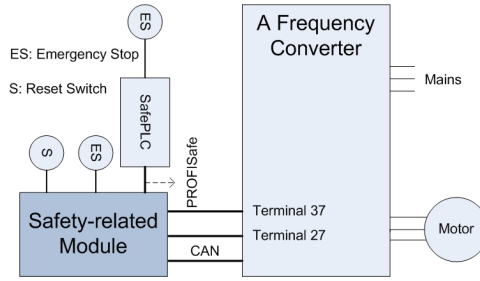 ES
A Frequency
Converter
ES: Emergency Stop
S: Reset Switch
SafePLC
Mains
S
ES
PROFISafe
Safety-related
Module
Terminal 37
Terminal 27
CAN
Motor